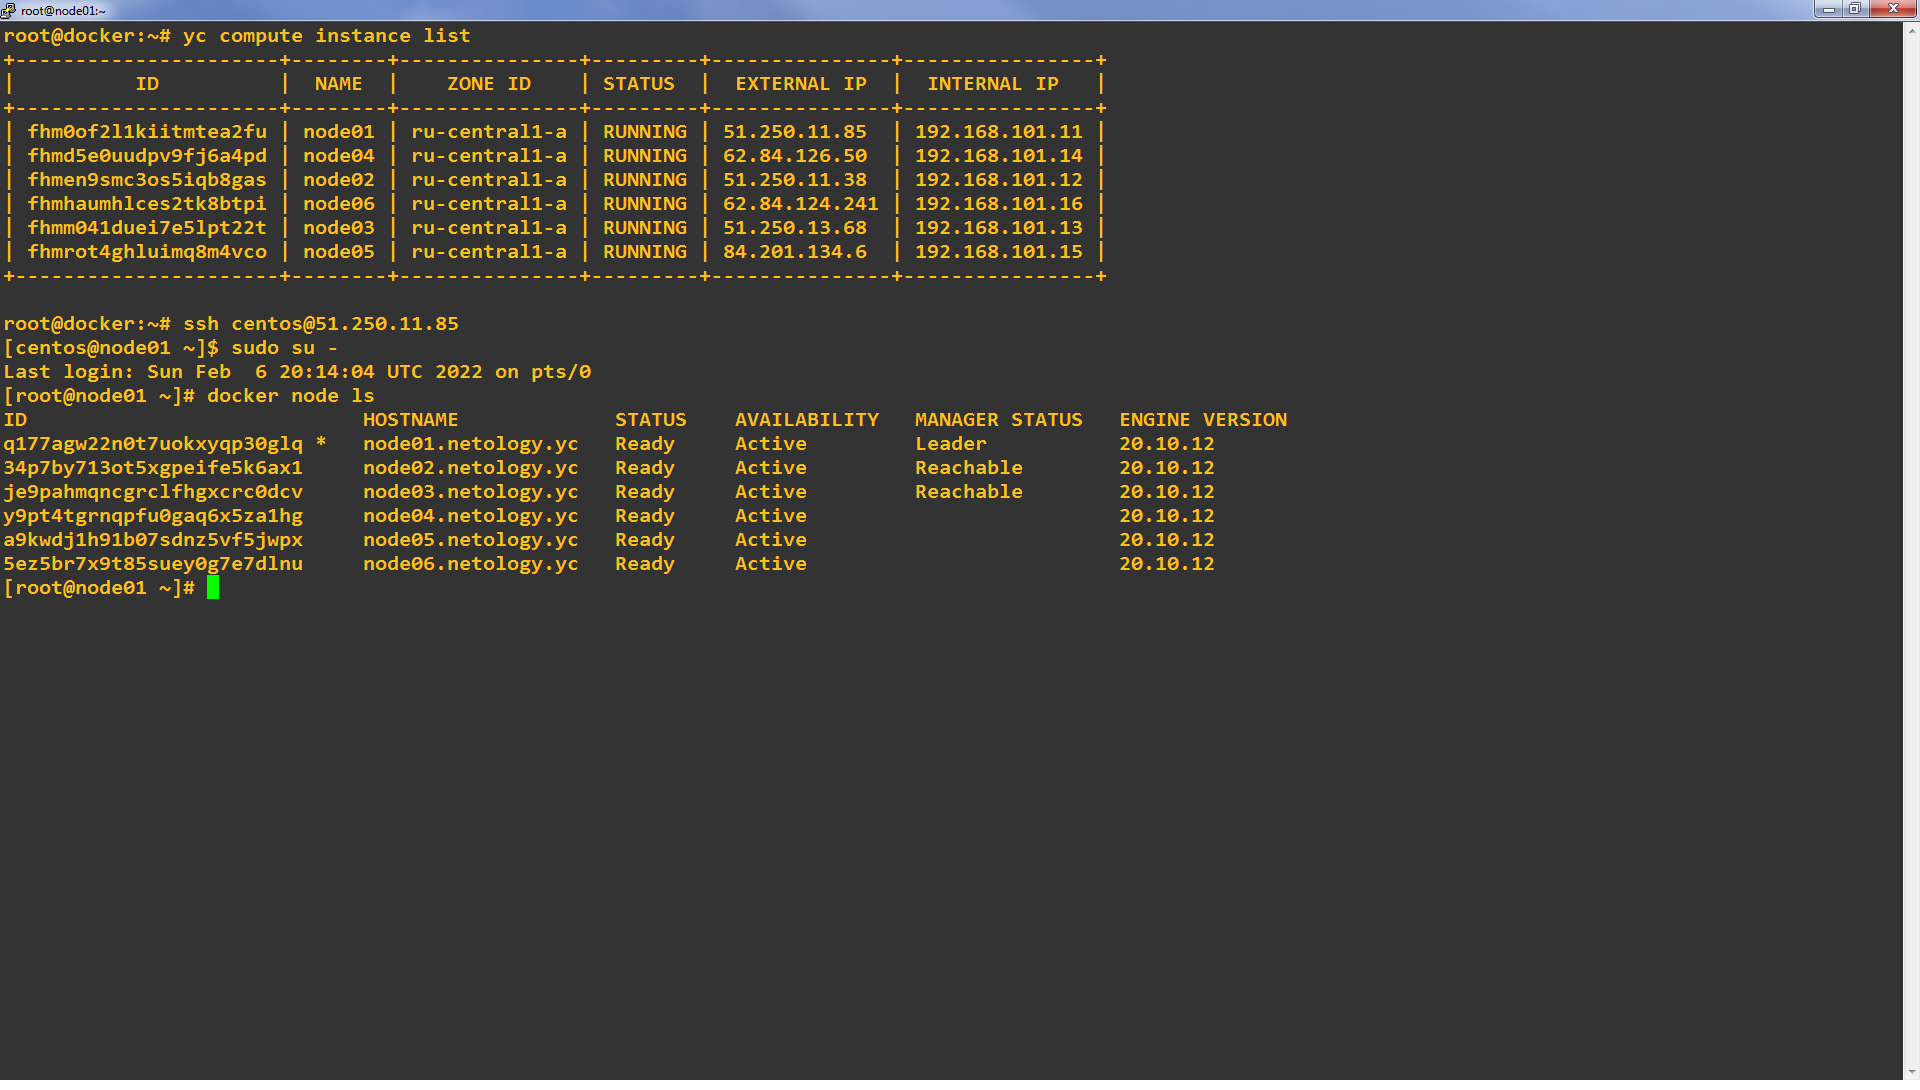 root@node01:~
root@docker:~# yc compute instance list
+----------------------+--------+---------------+---------+---------------+----------------+
|          ID          |  NAME  |    ZONE ID    | STATUS  |  EXTERNAL IP  |  INTERNAL IP   |
+----------------------+--------+---------------+---------+---------------+----------------+
| fhm0of2l1kiitmtea2fu | node01 | ru-central1-a | RUNNING | 51.250.11.85  | 192.168.101.11 |
| fhmd5e0uudpv9fj6a4pd | node04 | ru-central1-a | RUNNING | 62.84.126.50  | 192.168.101.14 |
| fhmen9smc3os5iqb8gas | node02 | ru-central1-a | RUNNING | 51.250.11.38  | 192.168.101.12 |
| fhmhaumhlces2tk8btpi | node06 | ru-central1-a | RUNNING | 62.84.124.241 | 192.168.101.16 |
| fhmm041duei7e5lpt22t | node03 | ru-central1-a | RUNNING | 51.250.13.68  | 192.168.101.13 |
| fhmrot4ghluimq8m4vco | node05 | ru-central1-a | RUNNING | 84.201.134.6  | 192.168.101.15 |
+----------------------+--------+---------------+---------+---------------+----------------+
root@docker:~# ssh centos@51.250.11.85
[centos@node01 ~]$ sudo su -
Last login: Sun Feb  6 20:14:04 UTC 2022 on pts/0
[root@node01 ~]# docker node ls
ID                            HOSTNAME             STATUS    AVAILABILITY   MANAGER STATUS   ENGINE VERSION
q177agw22n0t7uokxyqp30glq *   node01.netology.yc   Ready     Active         Leader           20.10.12
34p7by713ot5xgpeife5k6ax1     node02.netology.yc   Ready     Active         Reachable        20.10.12
je9pahmqncgrclfhgxcrc0dcv     node03.netology.yc   Ready     Active         Reachable        20.10.12
y9pt4tgrnqpfu0gaq6x5za1hg     node04.netology.yc   Ready     Active                          20.10.12
a9kwdj1h91b07sdnz5vf5jwpx     node05.netology.yc   Ready     Active                          20.10.12
5ez5br7x9t85suey0g7e7dlnu     node06.netology.yc   Ready     Active                          20.10.12
[root@node01 ~]#